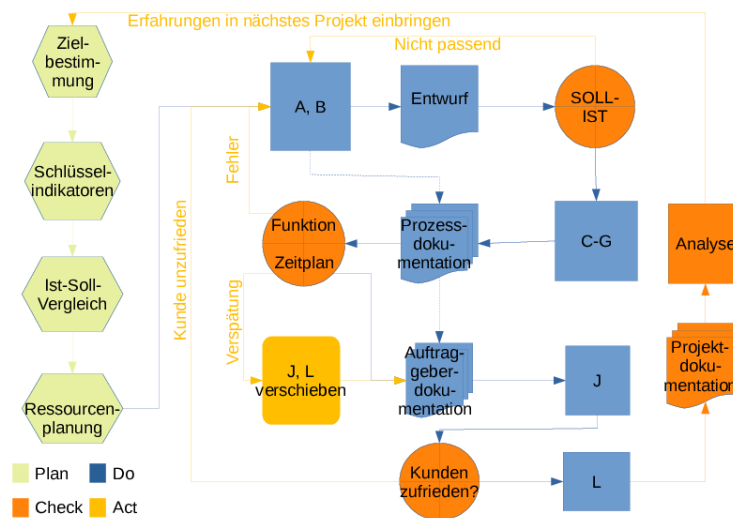 Erfahrungen in nächstes Projekt einbringen
Ziel-
bestim-
mung
Nicht passend
A, B
Entwurf
SOLL-
IST
Schlüssel-
indikatoren
Fehler
Kunde unzufrieden
Funktion
Zeitplan
Prozess-
doku-
mentation
C-G
Analyse
Ist-Soll-
Vergleich
Verspätung
J, L
verschieben
Auftrag-
geber-
doku-
mentation
J
Projekt-
doku-
mentation
Ressourcen-
planung
Kunden
zufrieden?
L
Plan
Do
Check
Act